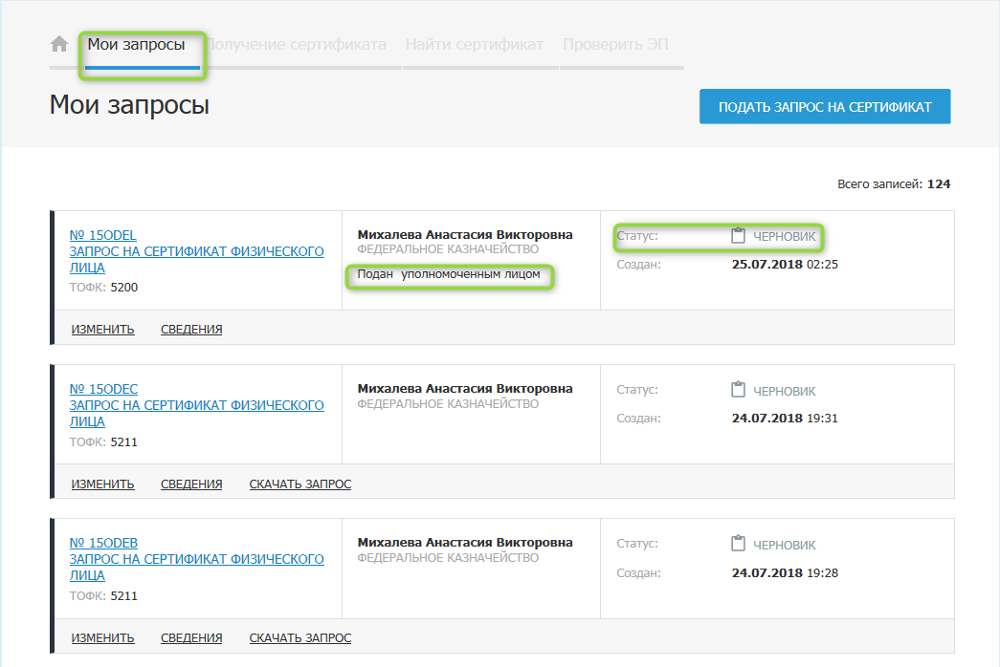 Мои запросы Получение сертификата Найти сертификат Проверить ЭП
Мои запросы
ПОДАТЬ ЗАПРОС НА СЕРТИФИКАТ
Всего записей: 124
№ 15ODEL
ЗАПРОС НА СЕРТИФИКАТ ФИЗИЧЕСКОГО
ЛИЦА
ТОФК: 5200
Михалева Анастасия Викторовна
ФЕДЕРАЛЬНОЕ КАЗНАЧЕЙСТВО
Подан уполномоченным лицом
Статус: ЧЕРНОВИК
Создан: 25.07.2018 02:25
ИЗМЕНИТЬ СВЕДЕНИЯ
№ 15ODEC
ЗАПРОС НА СЕРТИФИКАТ ФИЗИЧЕСКОГО
ЛИЦА
ТОФК: 5211
Михалева Анастасия Викторовна
ФЕДЕРАЛЬНОЕ КАЗНАЧЕЙСТВО
Статус: ЧЕРНОВИК
Создан: 24.07.2018 19:31
ИЗМЕНИТЬ СВЕДЕНИЯ СКАЧАТЬ ЗАПРОС
№ 15ODEB
ЗАПРОС НА СЕРТИФИКАТ ФИЗИЧЕСКОГО
ЛИЦА
ТОФК: 5211
Михалева Анастасия Викторовна
ФЕДЕРАЛЬНОЕ КАЗНАЧЕЙСТВО
Статус: ЧЕРНОВИК
Создан: 24.07.2018 19:28
ИЗМЕНИТЬ СВЕДЕНИЯ СКАЧАТЬ ЗАПРОС